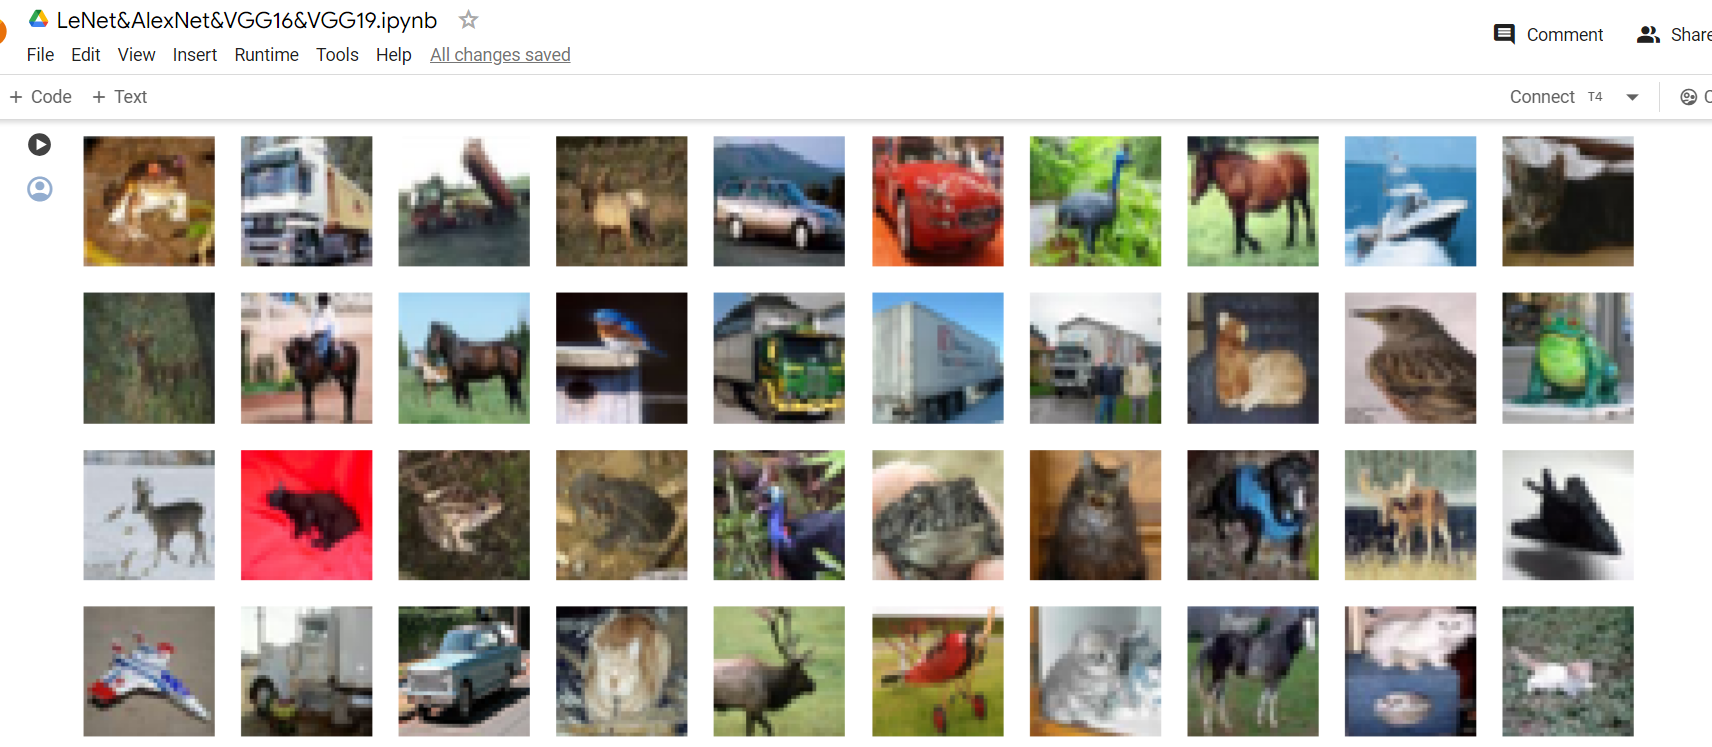 LeNet&AlexNet&VGG16&VGG19.ipynb
Comment
Share
File Edit View Insert Runtime Tools Help All changes saved
+ Code + Text
Connect T4